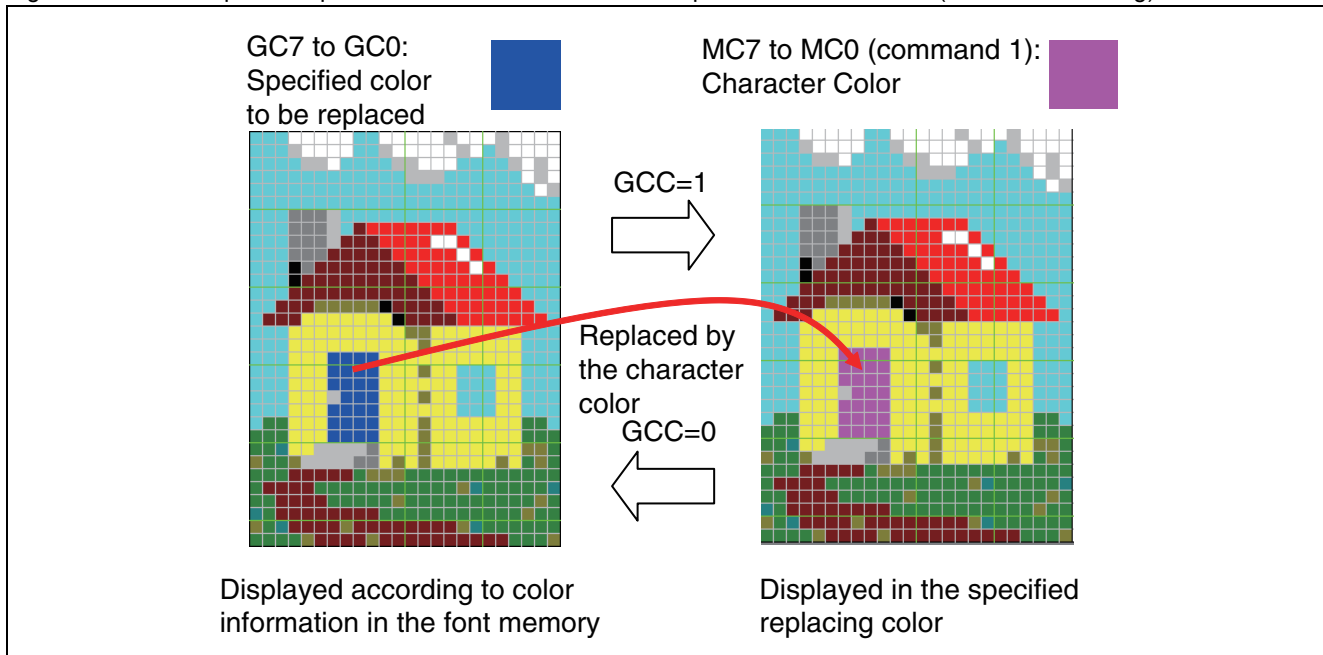 GC7 to GC0:
Specified color
to be replaced
MC7 to MC0 (command 1):
Character Color
GCC=1
Replaced by
the character
color
GCC=0
Displayed according to color
information in the font memory
Displayed in the specified
replacing color